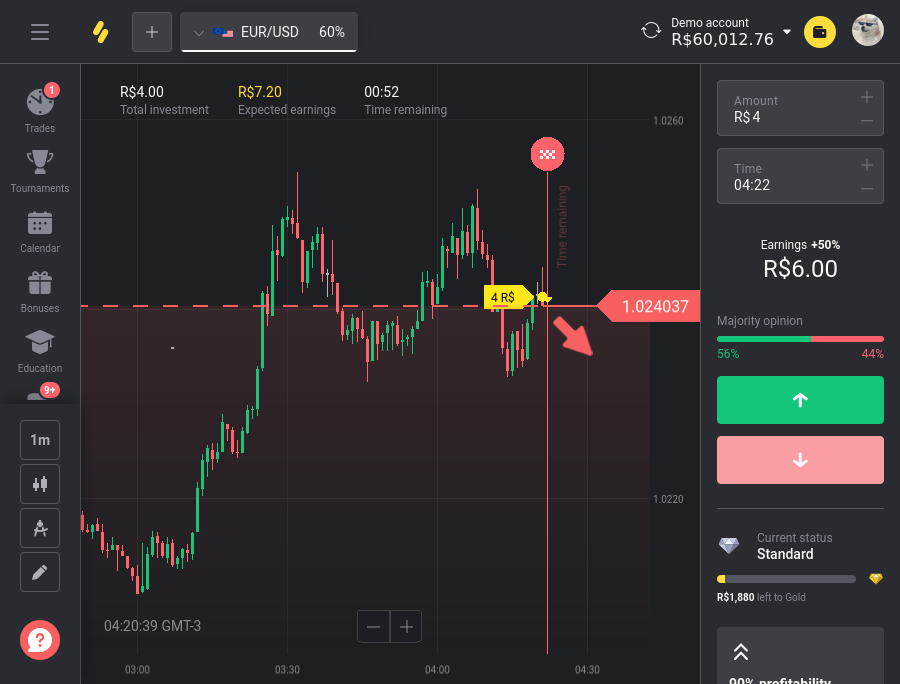 EUR/USD 60%
Demo account
R$60,012.76
1
Trades
Tournaments
Calendar
Bonuses
Education
9+
1m
R$4.00
Total investment
R$7.20
Expected earnings
00:52
Time remaining
1.0260
Time remaining
4 R$
1.024037
1.0220
04:20:39 GMT-3
03:00
03:30
04:00
04:30
Amount
R$ 4
Time
04:22
Earnings +50%
R$6.00
Majority opinion
56% 44%
Current status
Standard
R$1,880 left to Gold
90% profitability